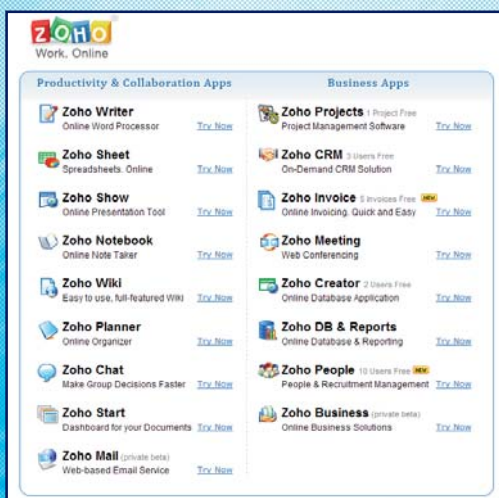 ZOHO
Work. Online
Productivity & Collaboration Apps
Zoho Writer
Online Word Processor Try Now
Zoho Sheet
Spreadsheets. Online Try Now
Zoho Show
Online Presentation Tool Try Now
Zoho Notebook
Online Note Taker Try Now
Zoho Wiki
Easy to use, full-featured Wiki Try Now
Zoho Planner
Online Organizer Try Now
Zoho Chat
Make Group Decisions Faster Try Now
Zoho Start
Dashboard for your Documents Try Now
Zoho Mail (private beta)
Web-based Email Service Try Now
Business Apps
Zoho Projects 1 Project Free
Project Management Software Try Now
Zoho CRM 3 Users Free
On-Demand CRM Solution Try Now
Zoho Invoice 5 Invoices Free NEW
Online Invoicing. Quick and Easy Try Now
Zoho Meeting
Web Conferencing Try Now
Zoho Creator 2 Users Free
Online Database Application Try Now
Zoho DB & Reports
Online Database & Reporting Try Now
Zoho People 10 Users Free NEW
People & Recruitment Management Try Now
Zoho Business (private beta)
Online Business Solutions Try Now